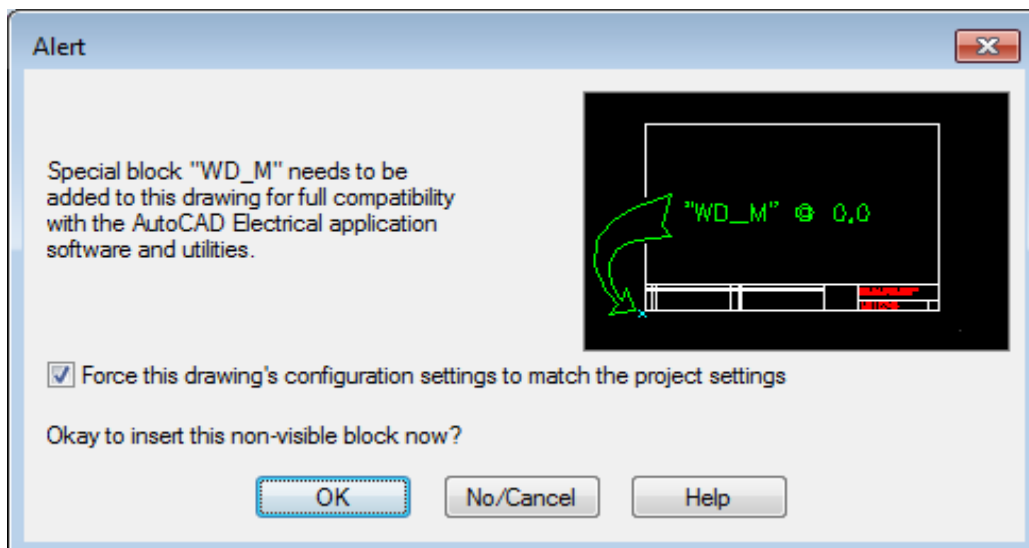 Alert
Special block "WD_M" needs to be
added to this drawing for full compatibility
with the AutoCAD Electrical application
software and utilities.
"WD_M" @ 0,0
Force this drawing's configuration settings to match the project settings
Okay to insert this non-visible block now?
OK
No/Cancel
Help